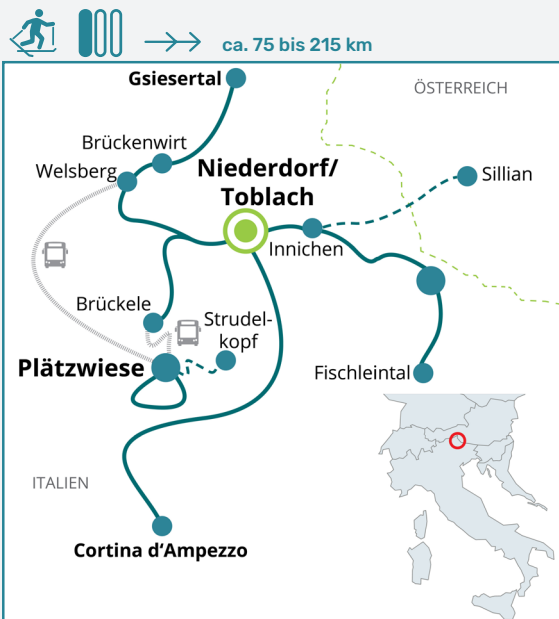 ca. 75 bis 215 km
Gsiesertal
ÖSTERREICH
Brückenwirt
Welsberg
Niederdorf/
Toblach
Sillian
Innichen
Brückele
Strudel-
kopf
Plätzwiese
Fischleintal
ITALIEN
Cortina d‘Ampezzo